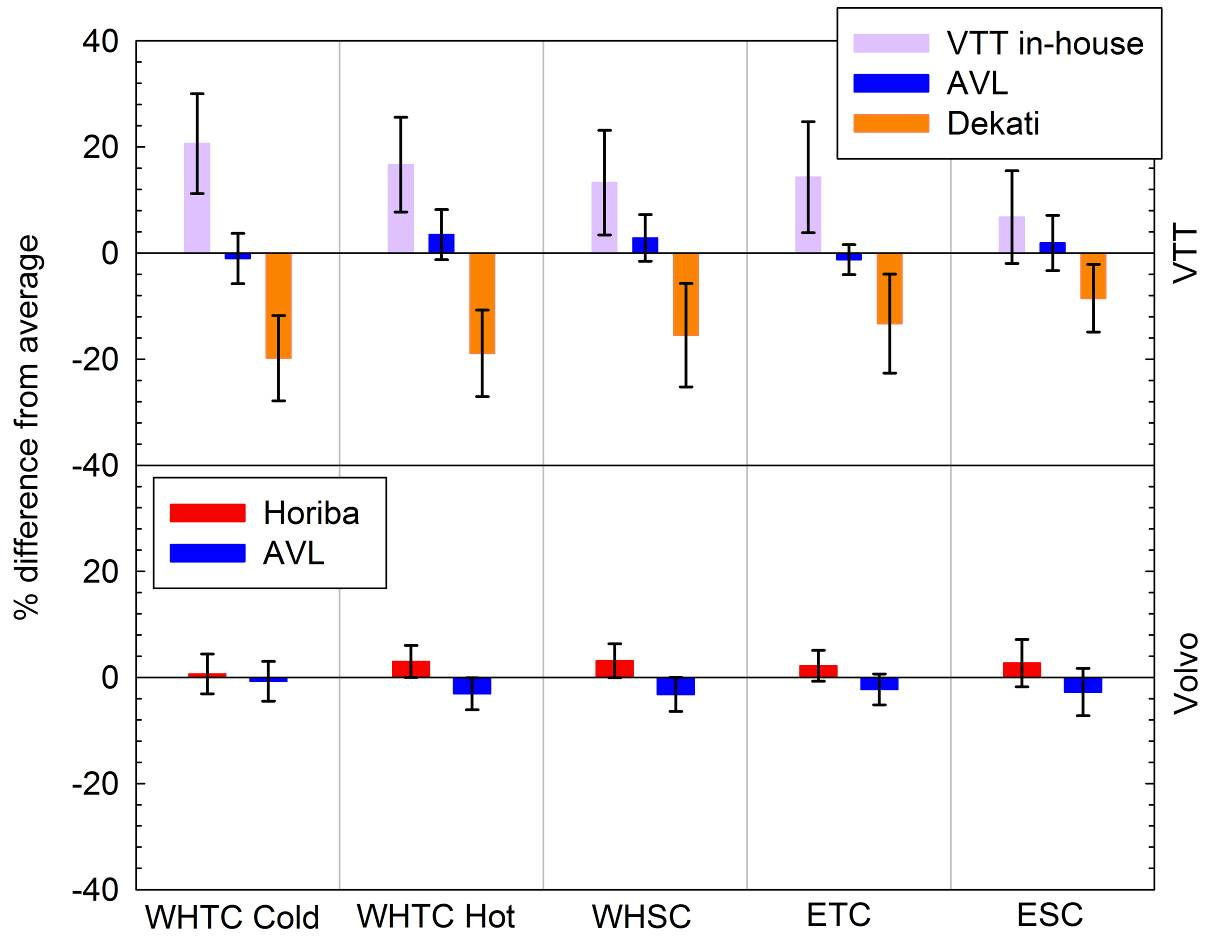 VTT in-house
AVL
Dekati
40
20
0
-20
-40
20
0
-20
-40
% difference from average
VTT
Horiba
AVL
Volvo
WHTC Cold
WHTC Hot
WHSC
ETC
ESC